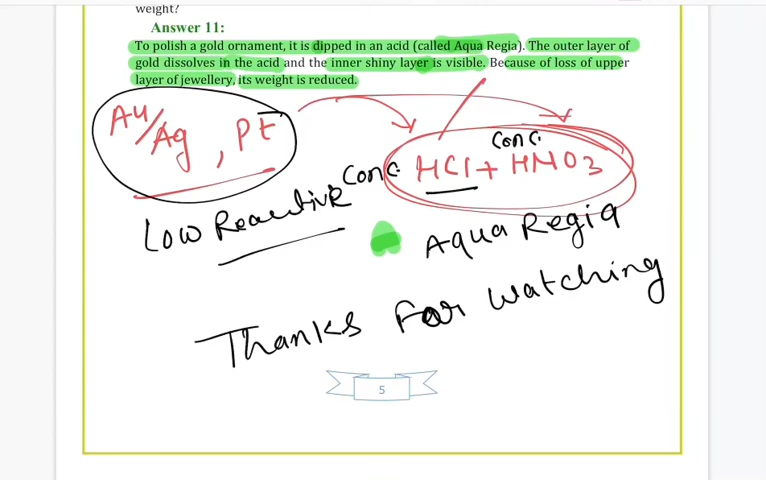 weight?
Answer 11:
To polish a gold ornament, it is dipped in an acid (called Aqua Regia). The outer layer of
gold dissolves in the acid and the inner shiny layer is visible. Because of loss of upper
layer of jewellery, its weight is reduced.
Au/Ag, Pt
Conc. HCl + Conc. HNO3
Low Reactive
Aqua Regia
Thanks For Watching
5